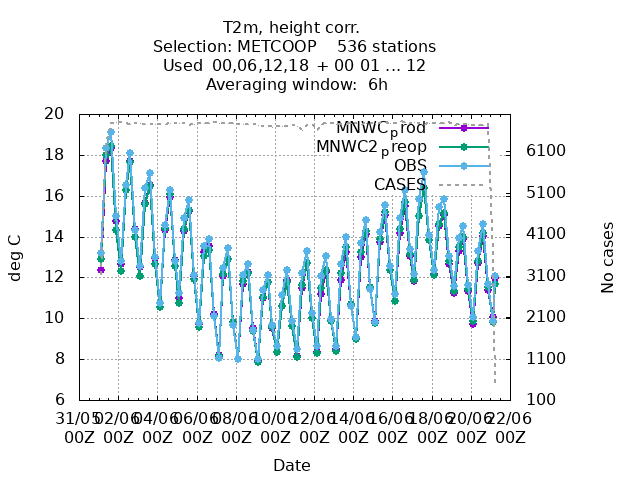 T2m, height corr.
Selection: METCOOP    536 stations
Used  00,06,12,18  + 00 01 ... 12
Averaging window:  6h
20
18
16
14
12
10
8
6
6100
5100
4100
3100
2100
1100
100
MNWC_prod
MNWC2_preop
OBS
CASES
deg C
No cases
31/05 02/06 04/06 06/06 08/06 10/06 12/06 14/06 16/06 18/06 20/06 22/06
00Z 00Z 00Z 00Z 00Z 00Z 00Z 00Z 00Z 00Z 00Z 00Z
Date